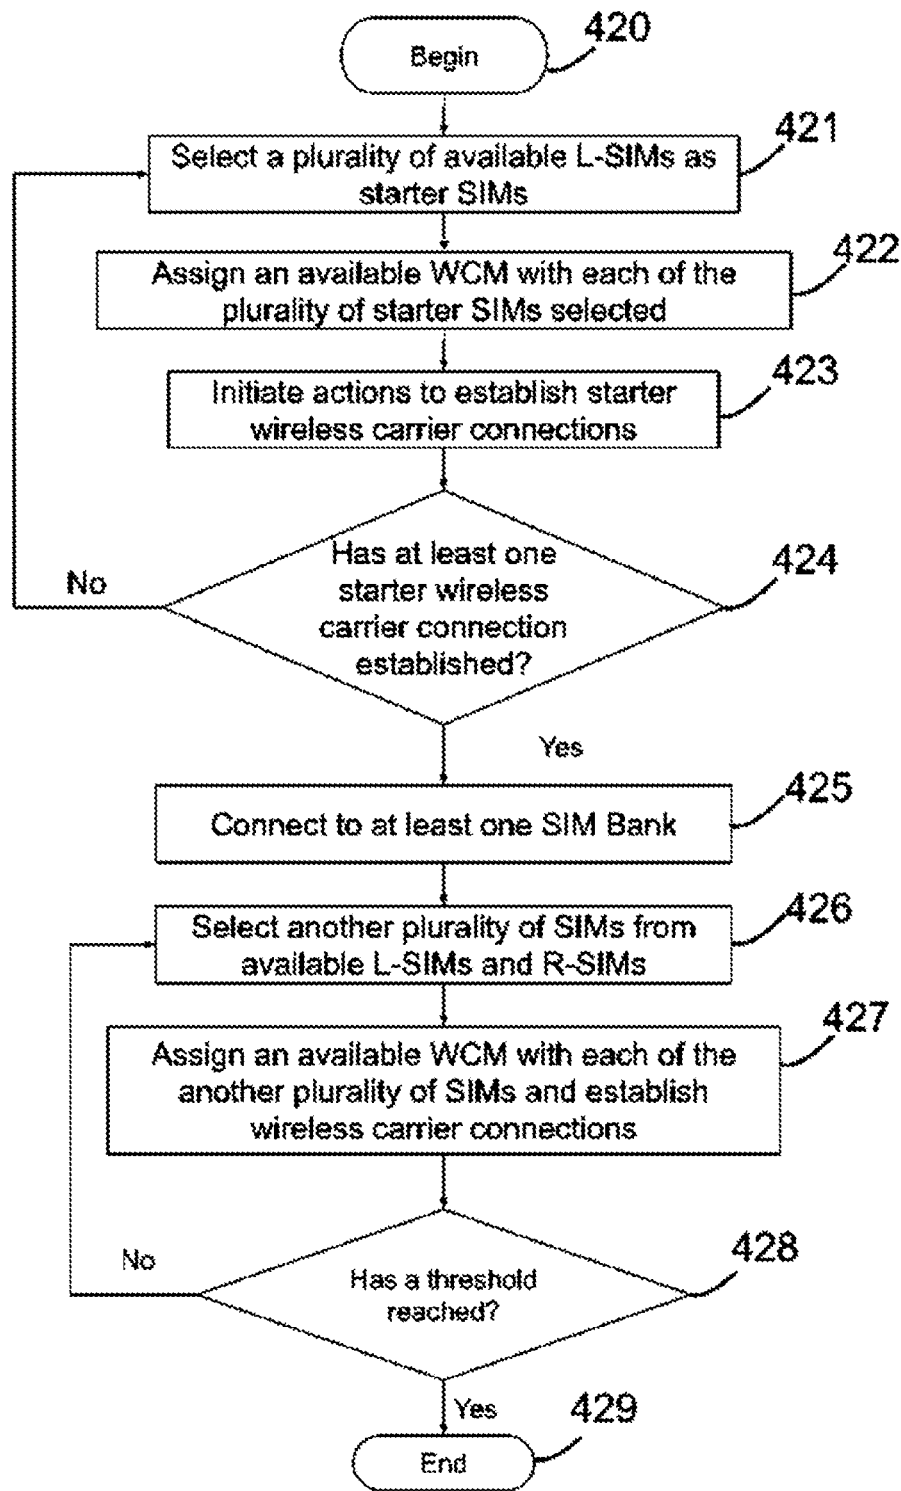 Begin
420
421
Select a plurality of available L-SIMs as
starter SIMs
422
Assign an available WCM with each of the
plurality of starter SIMs selected
423
Initiate actions to establish starter
wireless carrier connections
424
Has at least one
starter wireless
carrier connection
established?
No
Yes
425
Connect to at least one SIM Bank
426
Select another plurality of SIMs from
available L-SIMs and R-SIMs
427
Assign an available WCM with each of the
another plurality of SIMs and establish
wireless carrier connections
428
No
Has a threshold
reached?
Yes
429
End